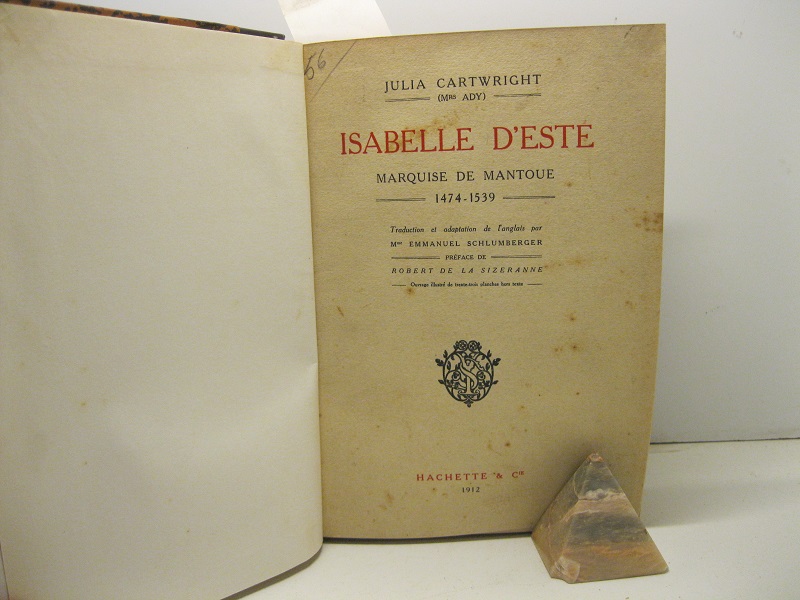 56
JULIA CARTWRIGHT
(MRS ADY)
ISABELLE D'ESTE
MARQUISE DE MANTOUE
1474-1539
Traduction et adaptation de l'anglais par
Mme EMMANUEL SCHLUMBERGER
PRÉFACE DE
ROBERT DE LA SIZERANNE
Ouvrage illustré de trente-trois planches hors texte
HACHETTE & Cie
1912